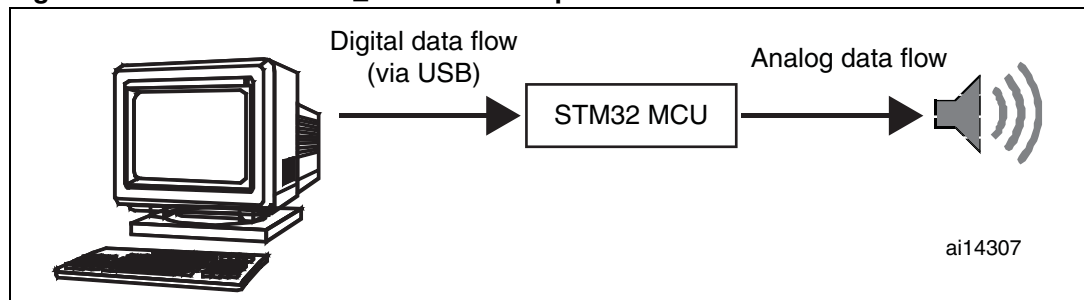 Digital data flow
(via USB)
Analog data flow
STM32 MCU
ai14307